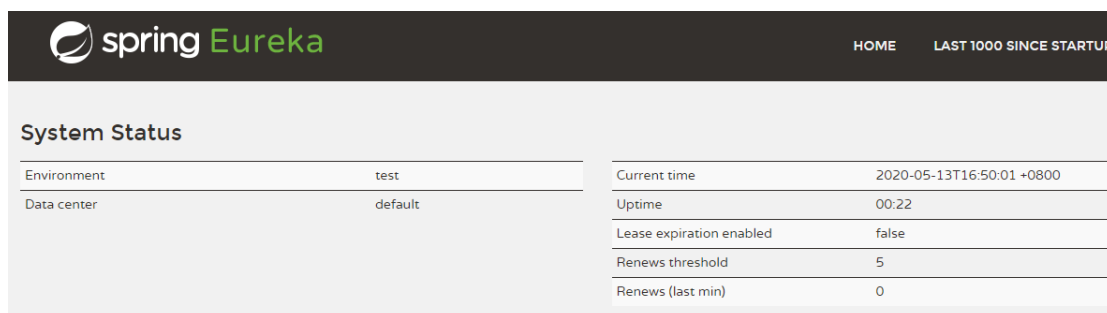 spring Eureka
HOME LAST 1000 SINCE STARTUP
System Status
Environment test
Data center default
Current time 2020-05-13T16:50:01 +0800
Uptime 00:22
Lease expiration enabled false
Renews threshold 5
Renews (last min) 0